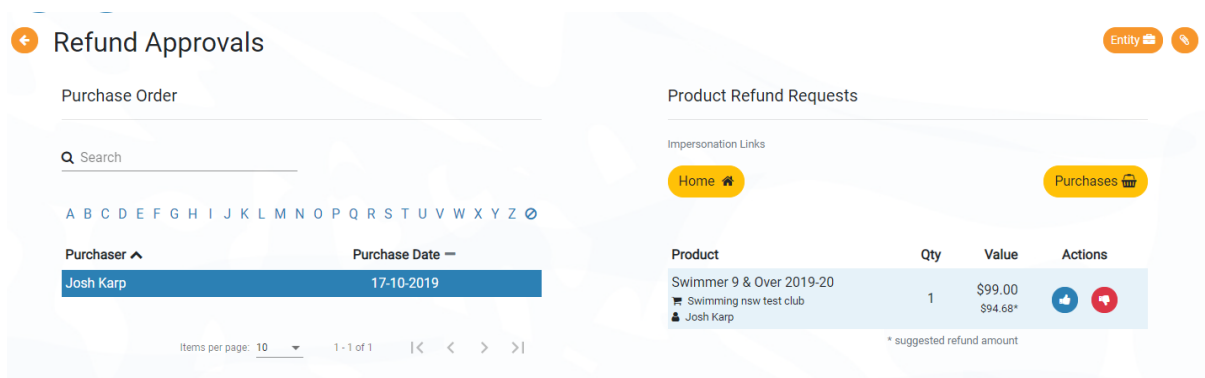 Refund Approvals
Entity
Purchase Order
Search
A B C D E F G H I J K L M N O P Q R S T U V W X Y Z
Purchaser Purchase Date
Josh Karp 17-10-2019
Items per page: 10 1 - 1 of 1
Product Refund Requests
Impersonation Links
Home Purchases
Product Qty Value Actions
Swimmer 9 & Over 2019-20 1 $99.00
Swimming nsw test club $94.68*
Josh Karp
* suggested refund amount